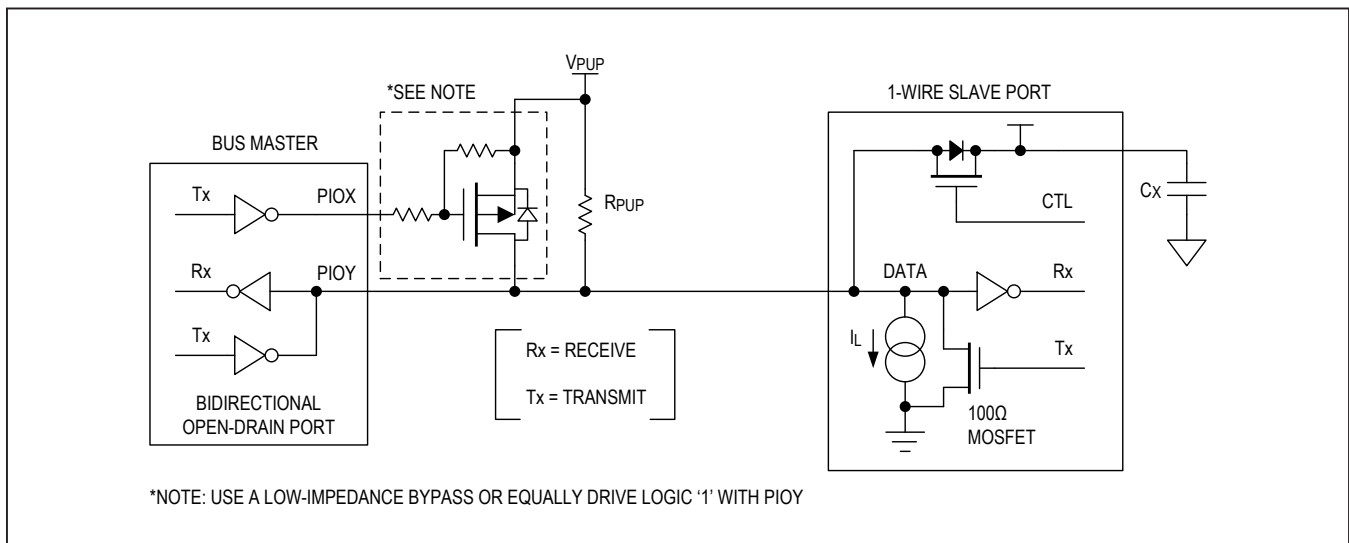 VPUP
*SEE NOTE
1-WIRE SLAVE PORT
BUS MASTER
Tx
PIOX
RPUP
CX
CTL
Rx
PIOY
DATA
Rx
Tx
IL
Tx
Rx = RECEIVE
Tx = TRANSMIT
BIDIRECTIONAL
OPEN-DRAIN PORT
100Ω
MOSFET
*NOTE: USE A LOW-IMPEDANCE BYPASS OR EQUALLY DRIVE LOGIC ‘1’ WITH PIOY